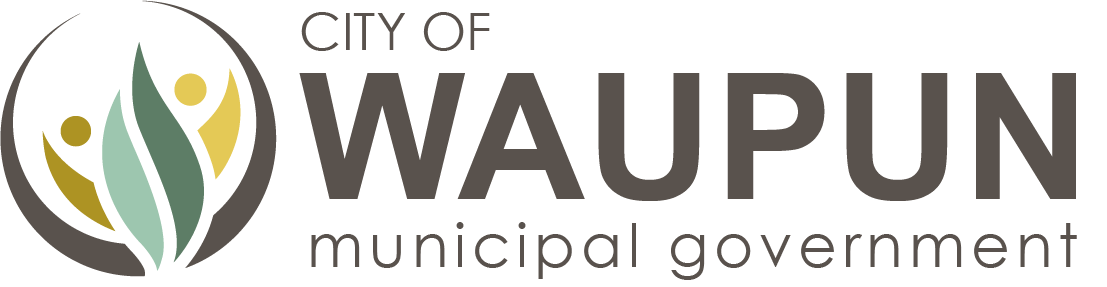 CITY OF
WAUPUN
municipal government